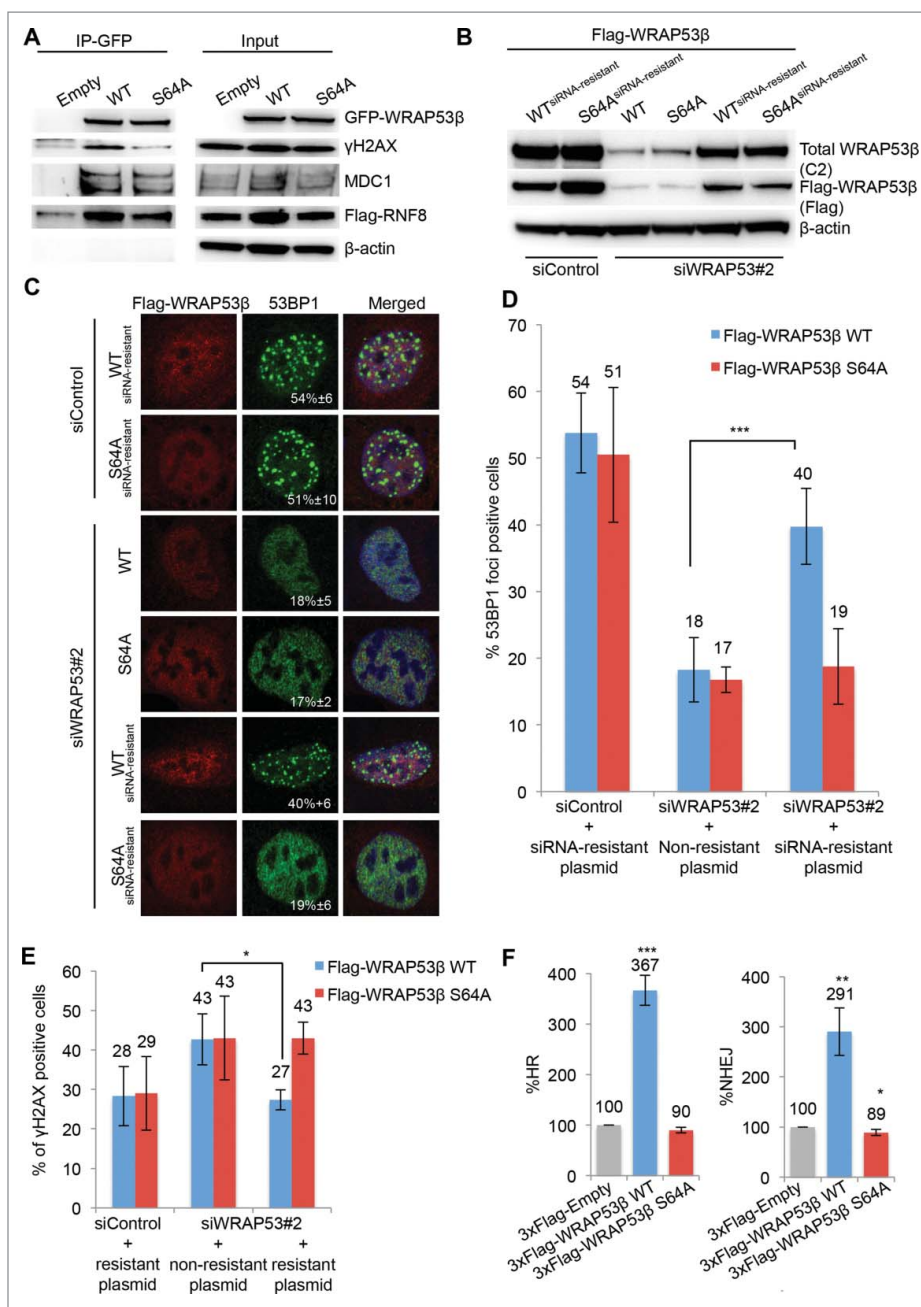 A
IP-GFP
Input
Empty
WT
S64A
Empty
WT
S64A
GFP-WRAP53β
γH2AX
MDC1
Flag-RNF8
β-actin
B
Flag-WRAP53β
WTsiRNA-resistant
S64AsiRNA-resistant
WT
S64A
WTsiRNA-resistant
S64AsiRNA-resistant
Total WRAP53β
(C2)
Flag-WRAP53β
(Flag)
β-actin
siControl
siWRAP53#2
C
Flag-WRAP53β
53BP1
Merged
siControl
WT
siRNA-resistant
54%±6
S64A
siRNA-resistant
51%±10
siWRAP53#2
WT
18%±5
S64A
17%±2
WT
siRNA-resistant
40%+6
S64A
siRNA-resistant
19%±6
D
% 53BP1 foci positive cells
70
60
50
40
30
20
10
0
Flag-WRAP53β WT
Flag-WRAP53β S64A
54
51
18
17
***
40
19
siControl
+
siRNA-resistant
plasmid
siWRAP53#2
+
Non-resistant
plasmid
siWRAP53#2
+
siRNA-resistant
plasmid
E
% of γH2AX positive cells
60
50
40
30
20
10
0
Flag-WRAP53β WT
Flag-WRAP53β S64A
*
28
29
43
43
27
43
siControl
+
resistant
plasmid
siWRAP53#2
+
non-resistant
plasmid
+
resistant
plasmid
F
%HR
400
300
200
100
0
100
***
367
90
3xFlag-Empty
3xFlag-WRAP53β WT
3xFlag-WRAP53β S64A
%NHEJ
400
300
200
100
0
100
**
291
*
89
3xFlag-Empty
3xFlag-WRAP53β WT
3xFlag-WRAP53β S64A